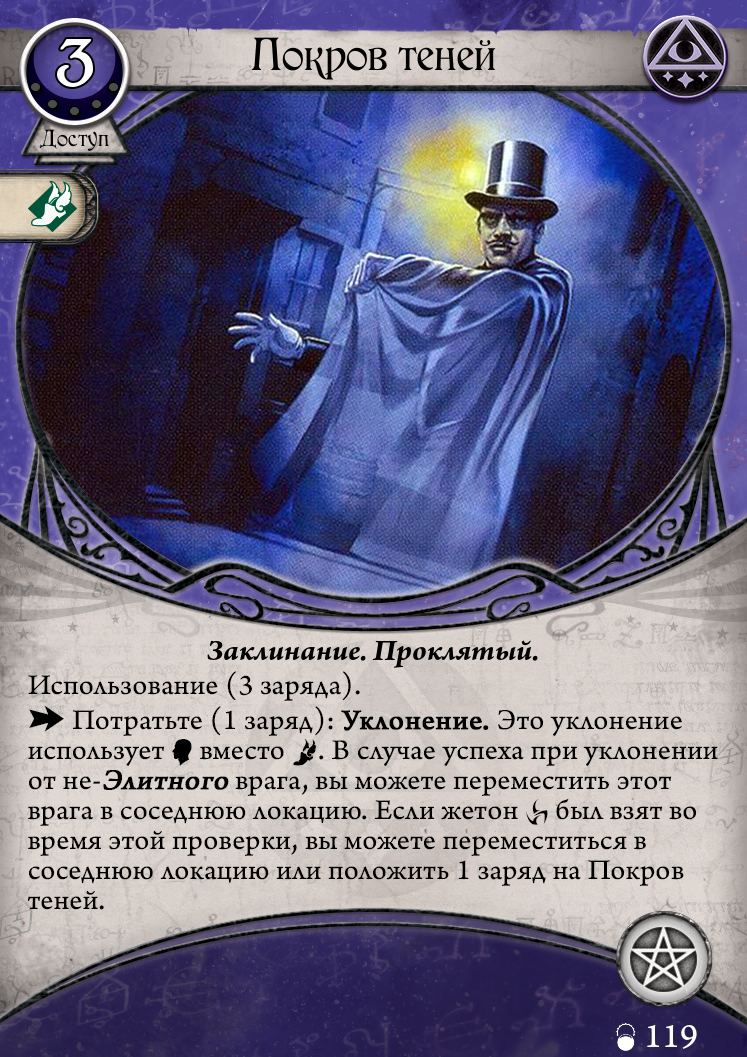 3
Покров теней
Доступ
Заклинание. Проклятый.
Использование (3 заряда).
Потратьте (1 заряд): Уклонение. Это уклонение
использует вместо . В случае успеха при уклонении
от не-Элитного врага, вы можете переместить этот
врага в соседнюю локацию. Если жетон был взят во
время этой проверки, вы можете переместиться в
соседнюю локацию или положить 1 заряд на Покров
теней.
119